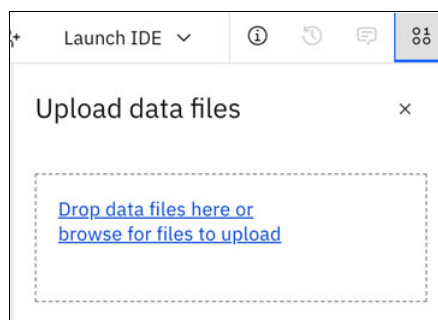 Launch IDE
Upload data files
Drop data files here or
browse for files to upload